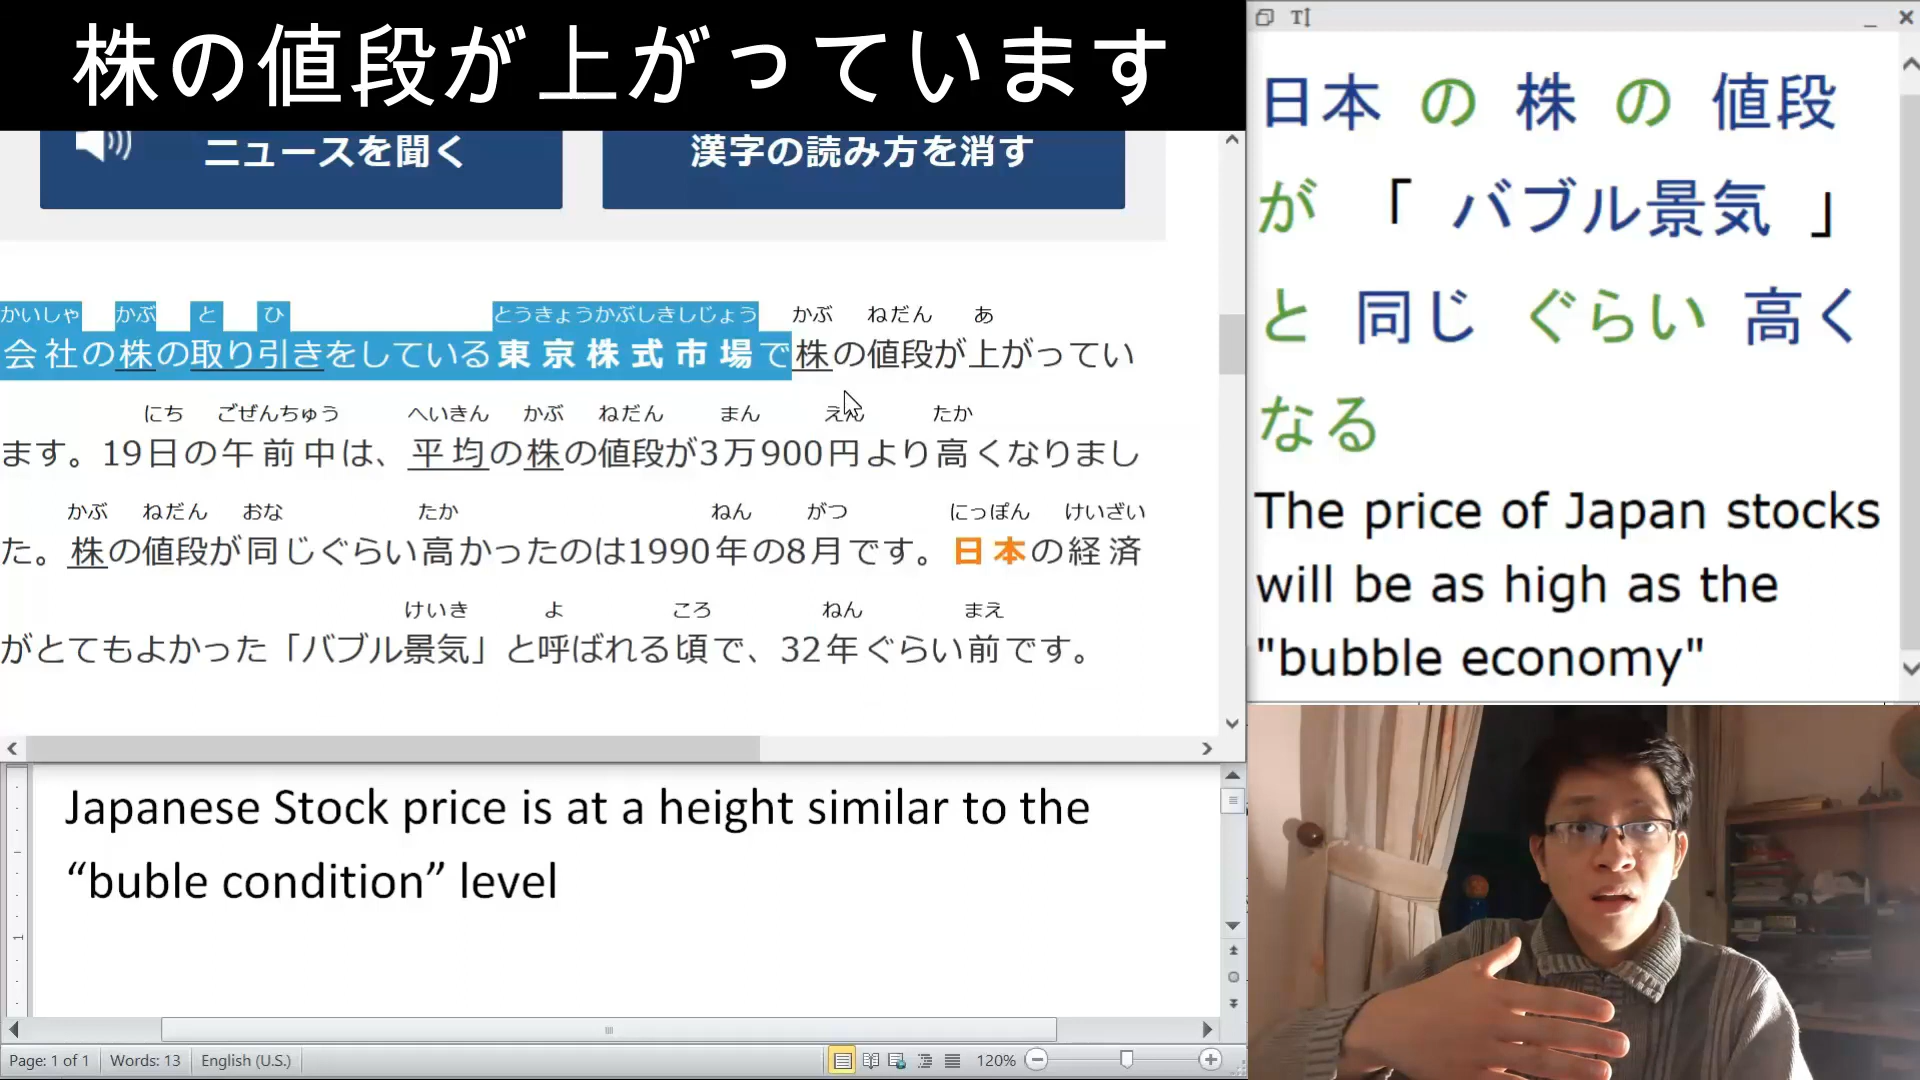 株の値段が上がっています
ニュースを聞く
漢字の読み方を消す
かいしゃ かぶ と ひ とうきょうかぶしきしじょう かぶ ねだん あ
会社の株の取り引きをしている東京株式市場で株の値段が上がってい
にち ごぜんちゅう へいきん かぶ ねだん まん えん たか
ます。19日の午前中は、平均の株の値段が3万900円より高くなりまし
かぶ ねだん おな たか ねん がつ にっぽん けいざい
た。株の値段が同じぐらい高かったのは1990年の8月です。日本の経済
けいき よ ころ ねん まえ
がとてもよかった「バブル景気」と呼ばれる頃で、32年ぐらい前です。
日本 の 株 の 値段
が 「 バブル景気 」
と 同じ ぐらい 高く
なる
The price of Japan stocks
will be as high as the
"bubble economy"
Japanese Stock price is at a height similar to the
“buble condition” level
Page: 1 of 1 Words: 13 English (U.S.) 120%